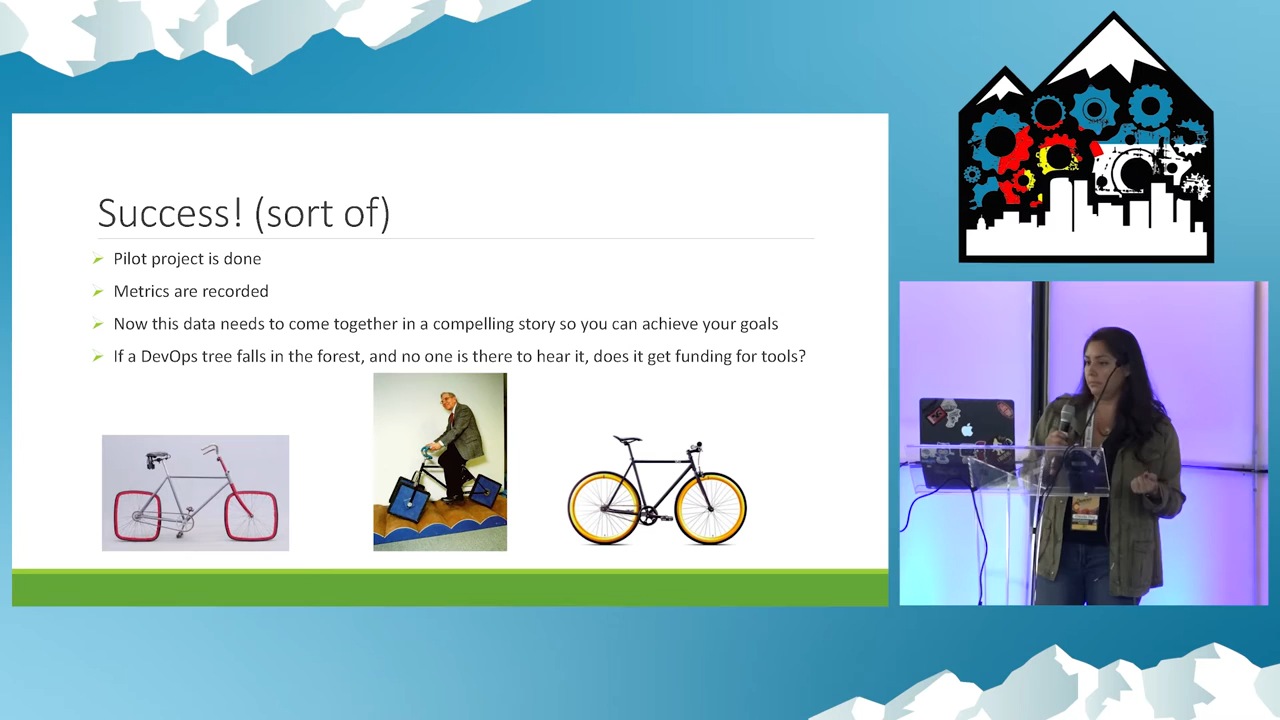 Success! (sort of)
Pilot project is done
Metrics are recorded
Now this data needs to come together in a compelling story so you can achieve your goals
If a DevOps tree falls in the forest, and no one is there to hear it, does it get funding for tools?